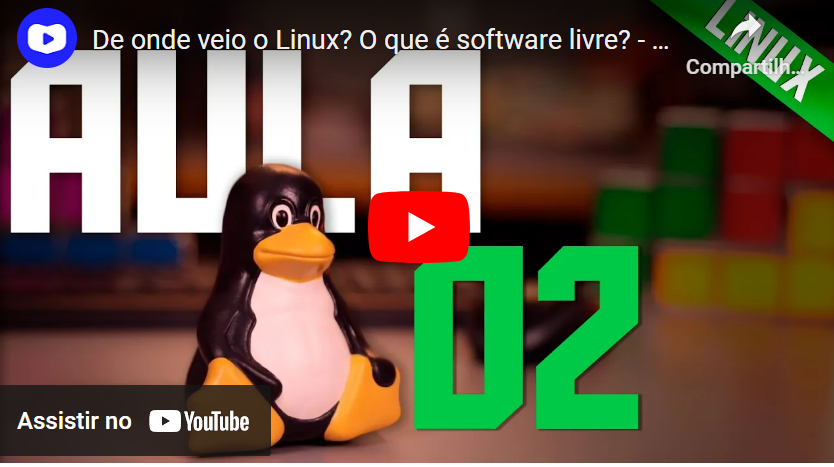 De onde veio o Linux? O que é software livre? - ...
LINUX
Compartilh...
AULA
02
Assistir no YouTube